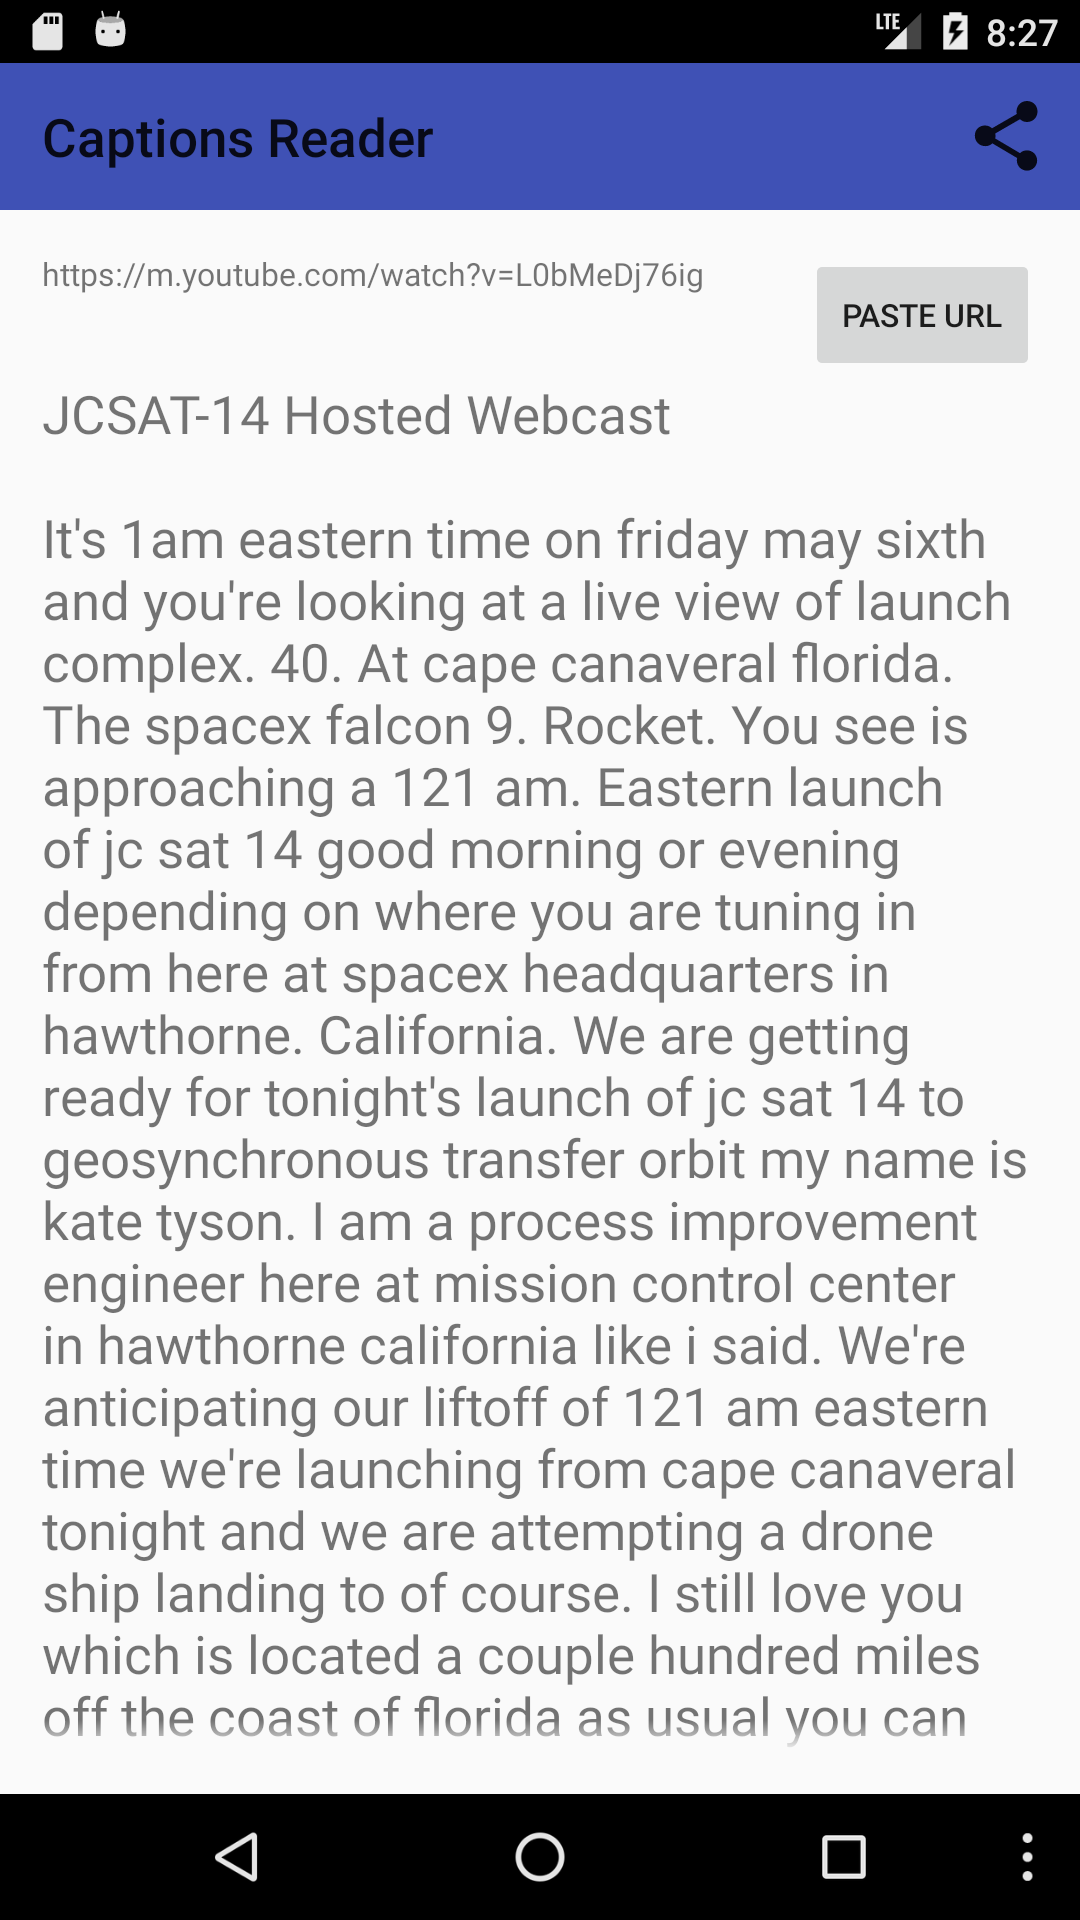 LTE 8:27
Captions Reader
https://m.youtube.com/watch?v=L0bMeDj76ig
PASTE URL
JCSAT-14 Hosted Webcast
It's 1am eastern time on friday may sixth
and you're looking at a live view of launch
complex. 40. At cape canaveral florida.
The spacex falcon 9. Rocket. You see is
approaching a 121 am. Eastern launch
of jc sat 14 good morning or evening
depending on where you are tuning in
from here at spacex headquarters in
hawthorne. California. We are getting
ready for tonight's launch of jc sat 14 to
geosynchronous transfer orbit my name is
kate tyson. I am a process improvement
engineer here at mission control center
in hawthorne california like i said. We're
anticipating our liftoff of 121 am eastern
time we're launching from cape canaveral
tonight and we are attempting a drone
ship landing to of course. I still love you
which is located a couple hundred miles
off the coast of florida as usual you can